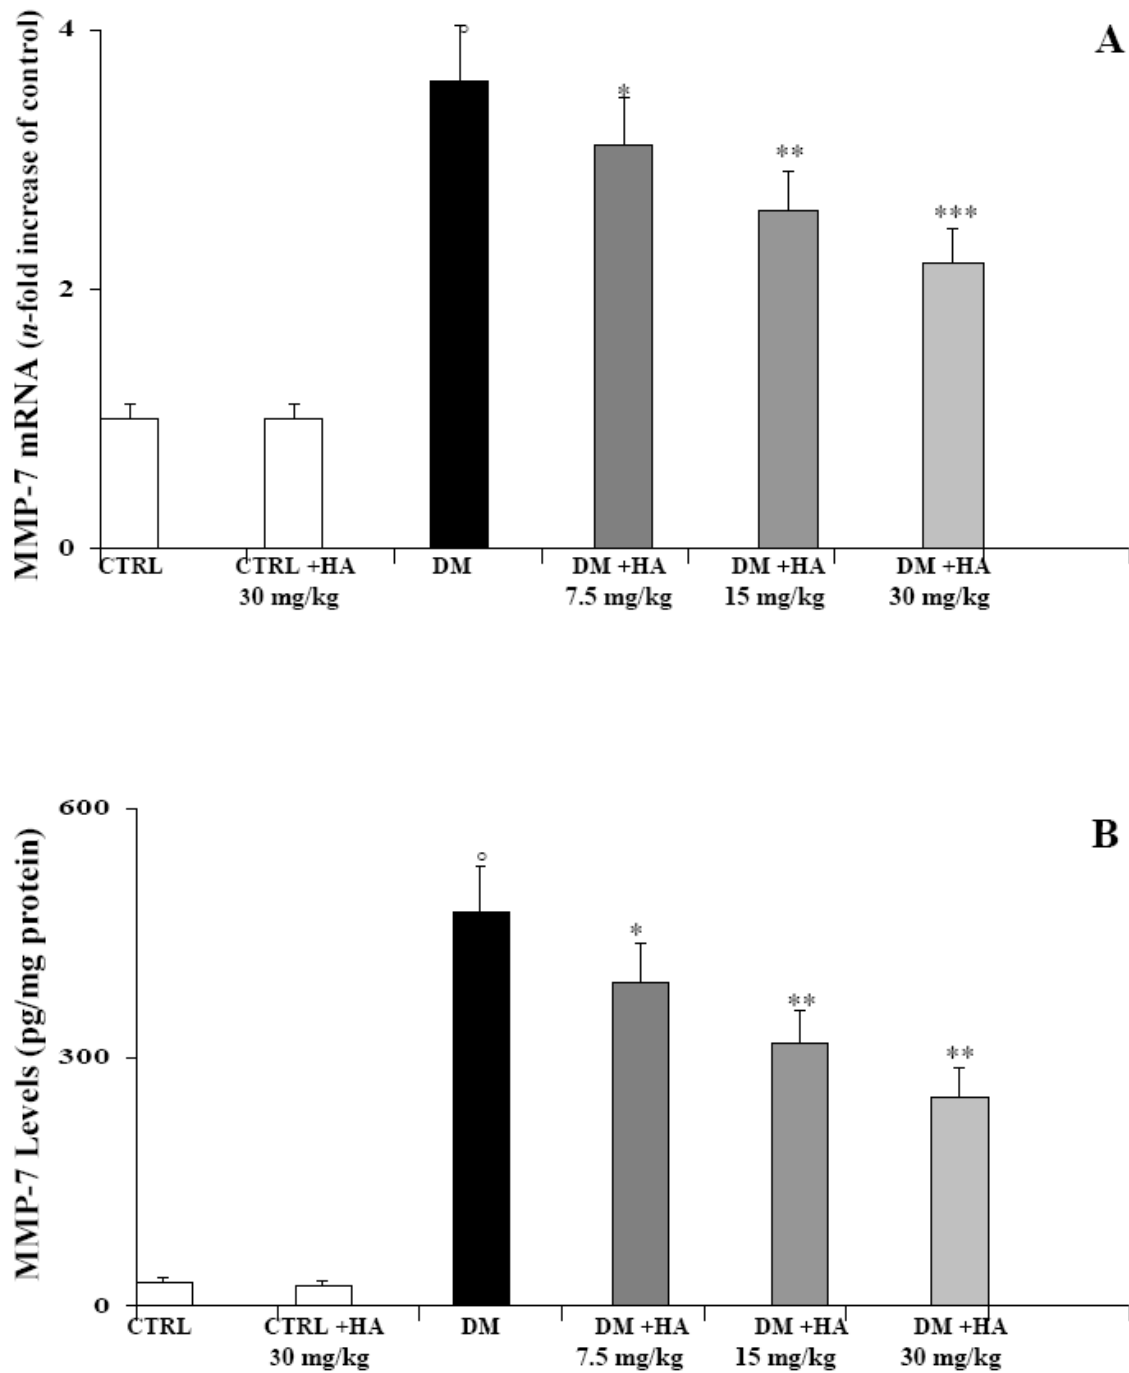 A
MMP-7 mRNA (n-fold increase of control)
4
2
0
°
*
**
***
CTRL
CTRL +HA
30 mg/kg
DM
DM +HA
7.5 mg/kg
DM +HA
15 mg/kg
DM +HA
30 mg/kg
B
MMP-7 Levels (pg/mg protein)
600
300
0
°
*
**
**
CTRL
CTRL +HA
30 mg/kg
DM
DM +HA
7.5 mg/kg
DM +HA
15 mg/kg
DM +HA
30 mg/kg